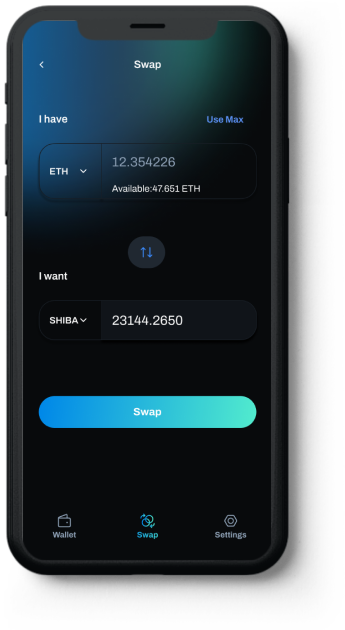 Swap
I have
Use Max
ETH
12.354226
Available:47.651 ETH
I want
SHIBA
23144.2650
Swap
Wallet
Swap
Settings